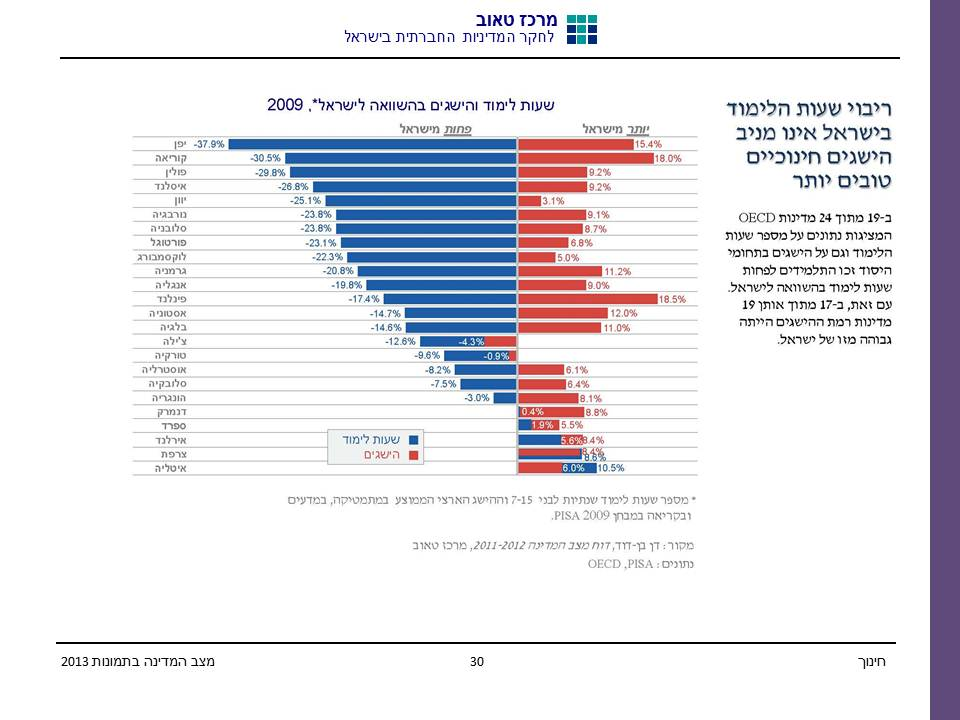 מרכז טאוב
לחקר המדיניות החברתית בישראל
ריבוי שעות הלימוד
בישראל אינו מניב
הישגים חינוכיים
טובים יותר
ב-19 מתוך 24 מדינות OECD
המציגות נתונים על מספר שעות
הלימוד וגם על הישגים בתחומי
היסוד זכו התלמידים לפחות
שעות לימוד בהשוואה לישראל.
עם זאת, ב-17 מתוך אותן 19
מדינות רמת ההישגים הייתה
גבוהה מזו של ישראל.
שעות לימוד והישגים בהשוואה לישראל*, 2009
יותר מישראל פחות מישראל
יפן -37.9% 15.4%
קוריאה -30.5% 18.0%
פולין -29.8% 9.2%
איסלנד -26.8% 9.2%
יוון -25.1% 3.1%
נורבגיה -23.8% 9.1%
סלובניה -23.8% 8.7%
פורטוגל -23.1% 6.8%
לוקסמבורג -22.3% 5.0%
גרמניה -20.8% 11.2%
אנגליה -19.8% 9.0%
פינלנד -17.4% 18.5%
אסטוניה -14.7% 12.0%
בלגיה -14.6% 11.0%
צ'ילה -12.6% -4.3%
טורקיה -9.6% -0.9%
אוסטרליה -8.2% 6.1%
סלובקיה -7.5% 6.4%
הונגריה -3.0% 8.1%
דנמרק 0.4% 8.8%
ספרד 1.9% 5.5%
אירלנד 5.6% 8.4%
צרפת 8.4% 8.6%
איטליה 6.0% 10.5%
שעות לימוד
הישגים
* מספר שעות לימוד שנתיות לבני 7-15 וההישג הארצי הממוצע במתמטיקה, במדעים
ובקריאה במבחן PISA 2009.
מקור: דן בן-דוד, דוח מצב המדינה 2011-2012, מרכז טאוב
נתונים: OECD ,PISA
חינוך 30 מצב המדינה בתמונות 2013